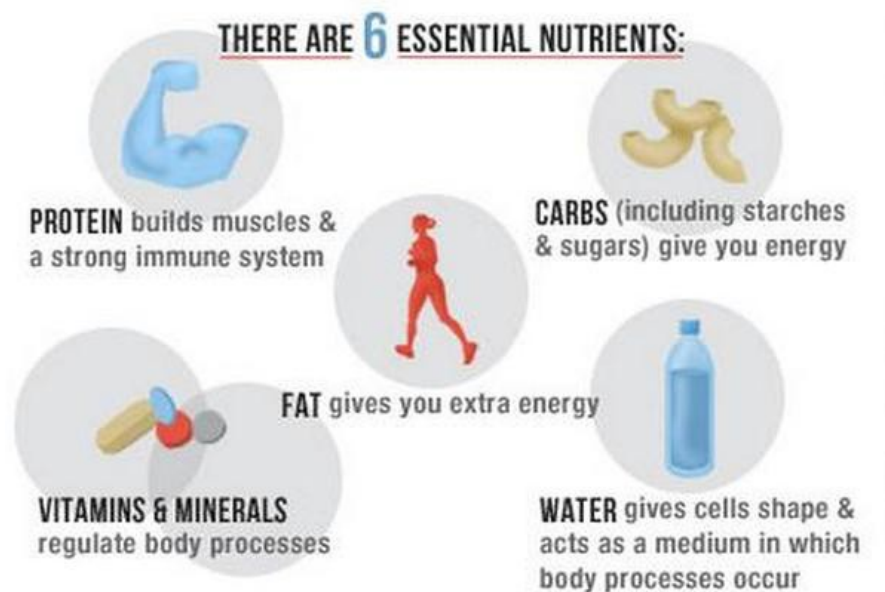 THERE ARE 6 ESSENTIAL NUTRIENTS:
PROTEIN builds muscles &
a strong immune system
CARBS (including starches
& sugars) give you energy
FAT gives you extra energy
VITAMINS & MINERALS
regulate body processes
WATER gives cells shape &
acts as a medium in which
body processes occur